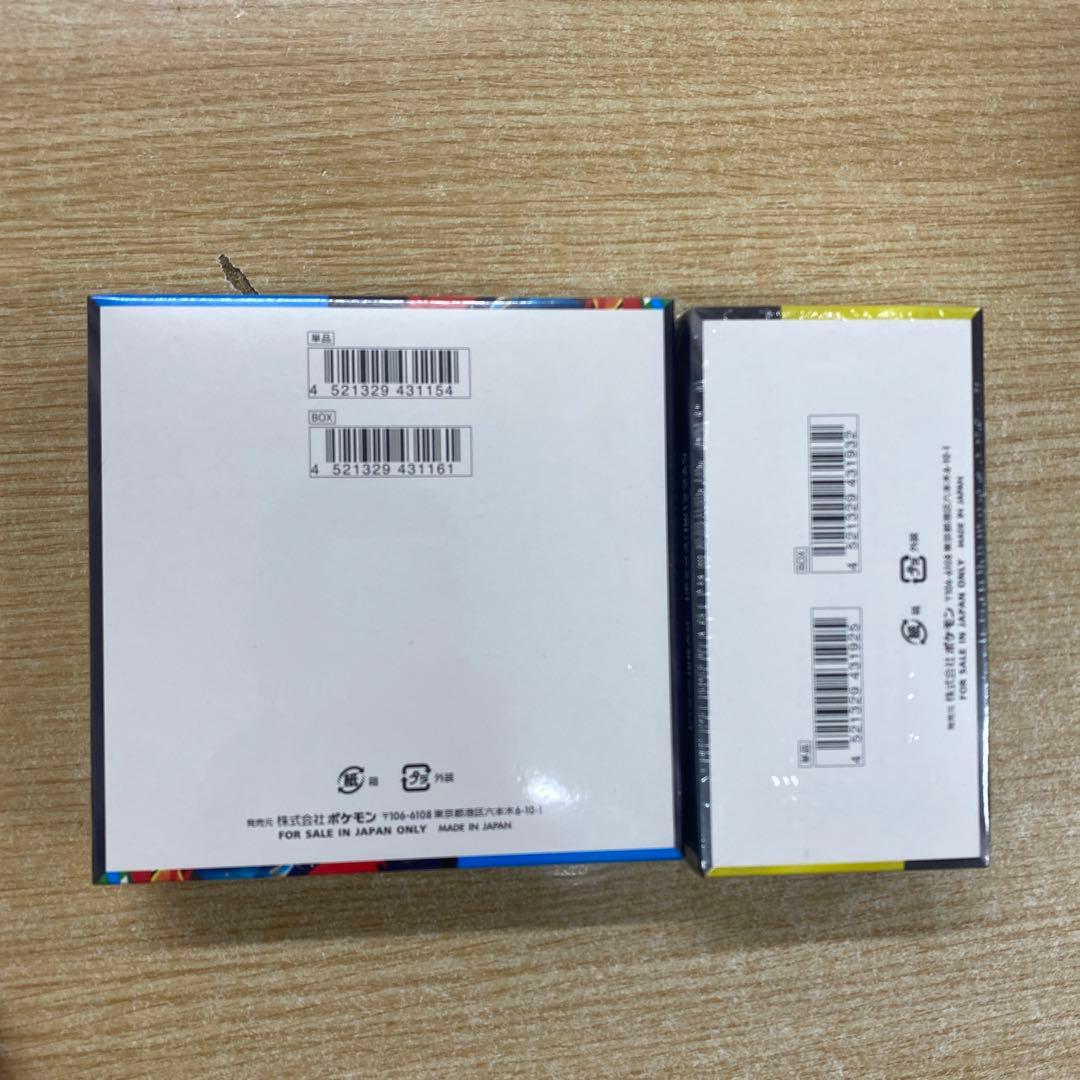 単品
4 521329 431154
BOX
4 521329 431161
紙 箱 プラ 外装
発売元 株式会社ポケモン 〒106-6108 東京都港区六本木6-10-1
FOR SALE IN JAPAN ONLY MADE IN JAPAN
単品
4 521329 431925
BOX
4 521329 431932
紙 箱 プラ 外装
発売元 株式会社ポケモン 〒106-6108 東京都港区六本木6-10-1
FOR SALE IN JAPAN ONLY MADE IN JAPAN